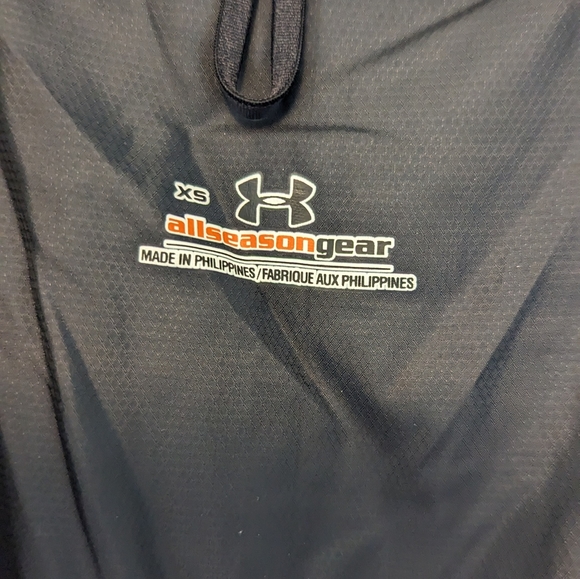 XS
allseasongear
MADE IN PHILIPPINES/FABRIQUE AUX PHILIPPINES